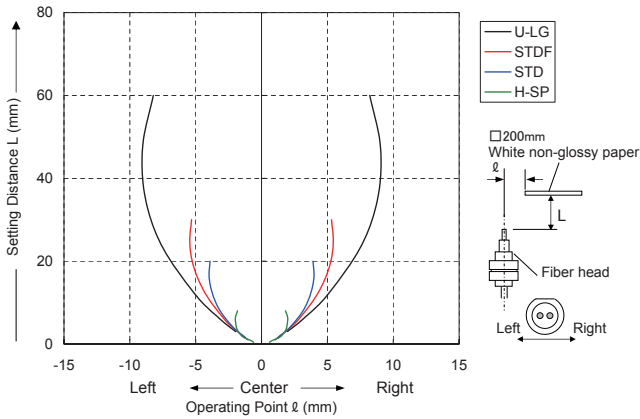 Setting Distance L (mm)
80
60
40
20
0
-15
-10
-5
0
5
10
15
Left
Center
Right
Operating Point ℓ (mm)
U-LG
STDF
STD
H-SP
□200mm
White non-glossy paper
ℓ
L
Fiber head
Left
Right